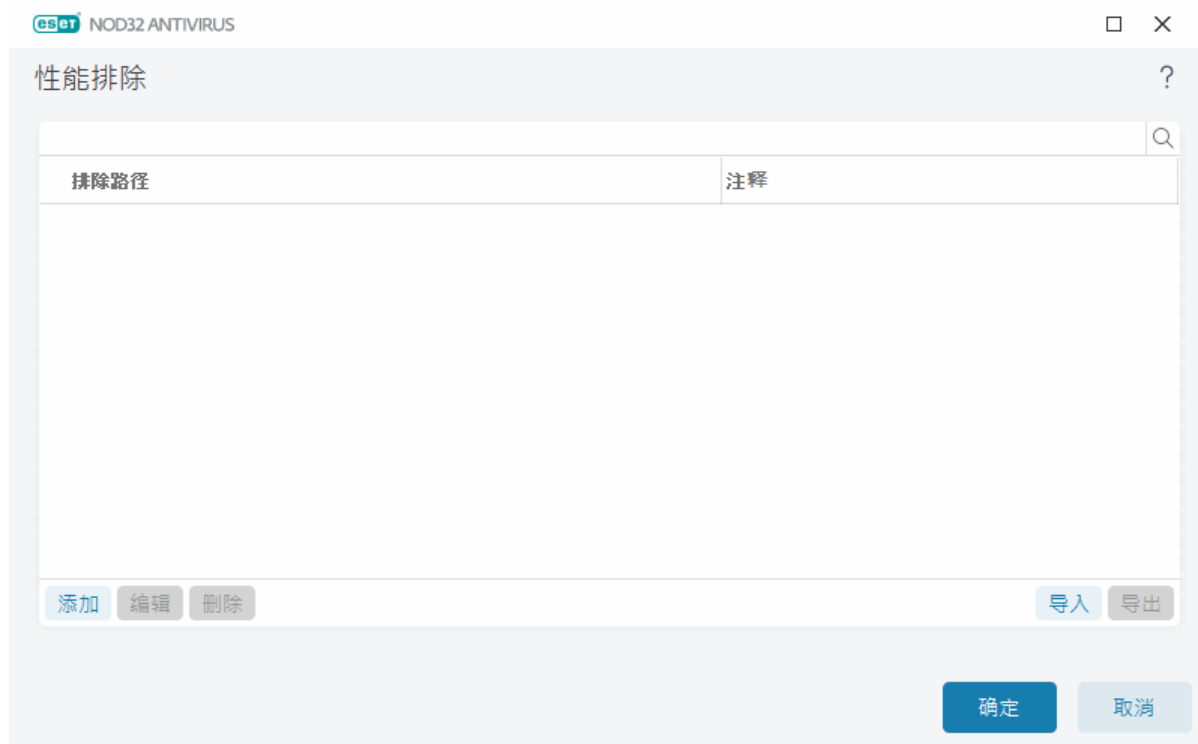 eset NOD32 ANTIVIRUS
性能排除
?
排除路径 注释
添加 编辑 删除 导入 导出
确定 取消